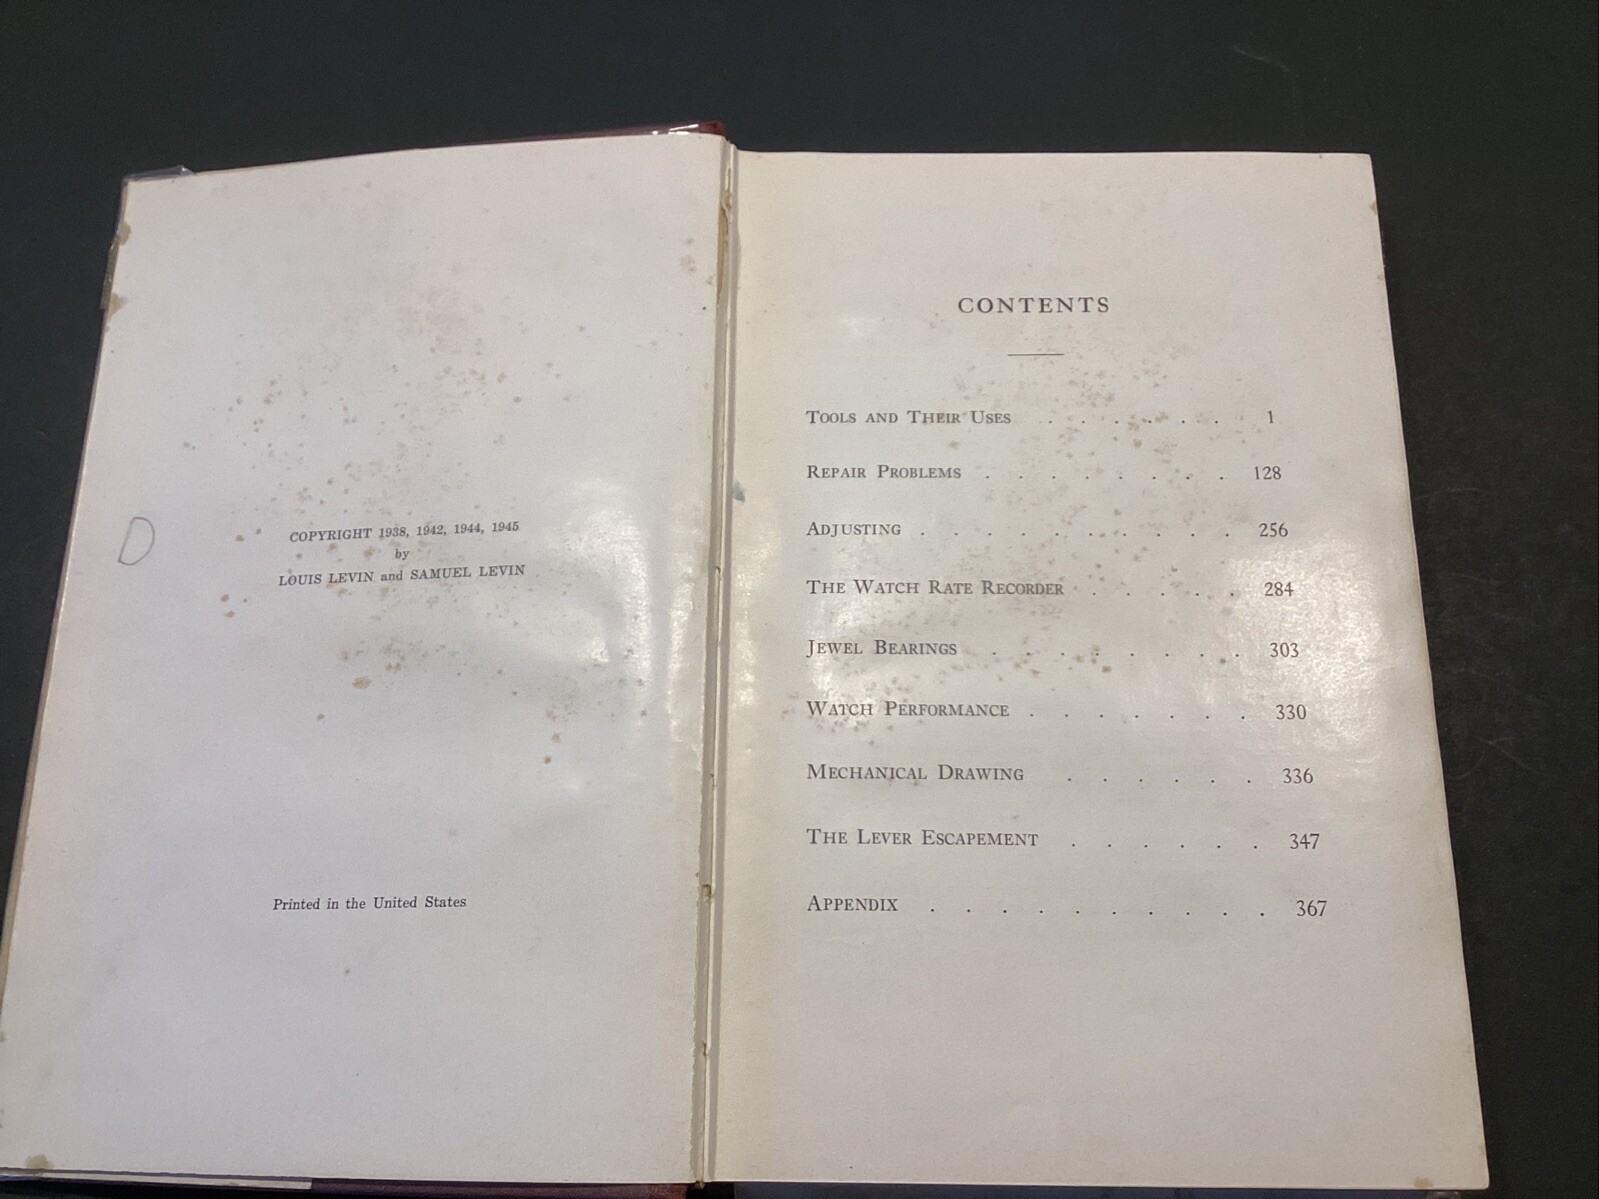 D
COPYRIGHT 1938, 1942, 1944, 1945
by
LOUIS LEVIN and SAMUEL LEVIN
Printed in the United States
CONTENTS
TOOLS AND THEIR USES . . . . . . 1
REPAIR PROBLEMS . . . . . . . . 128
ADJUSTING . . . . . . . . . . 256
THE WATCH RATE RECORDER . . . . . 284
JEWEL BEARINGS . . . . . . . . 303
WATCH PERFORMANCE . . . . . . . 330
MECHANICAL DRAWING . . . . . . 336
THE LEVER ESCAPEMENT . . . . . . 347
APPENDIX . . . . . . . . . . 367